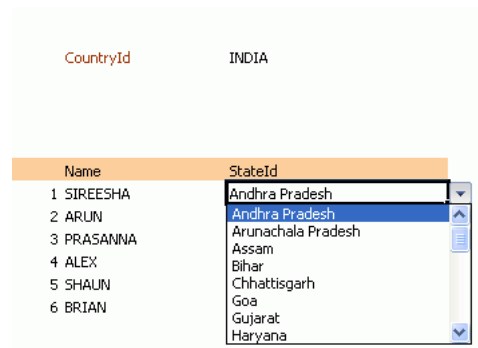 CountryId INDIA
Name StateId
1 SIREESHA Andhra Pradesh
2 ARUN Andhra Pradesh
Arunachala Pradesh
3 PRASANNA Assam
4 ALEX Bihar
5 SHAUN Chhattisgarh
Goa
6 BRIAN Gujarat
Haryana